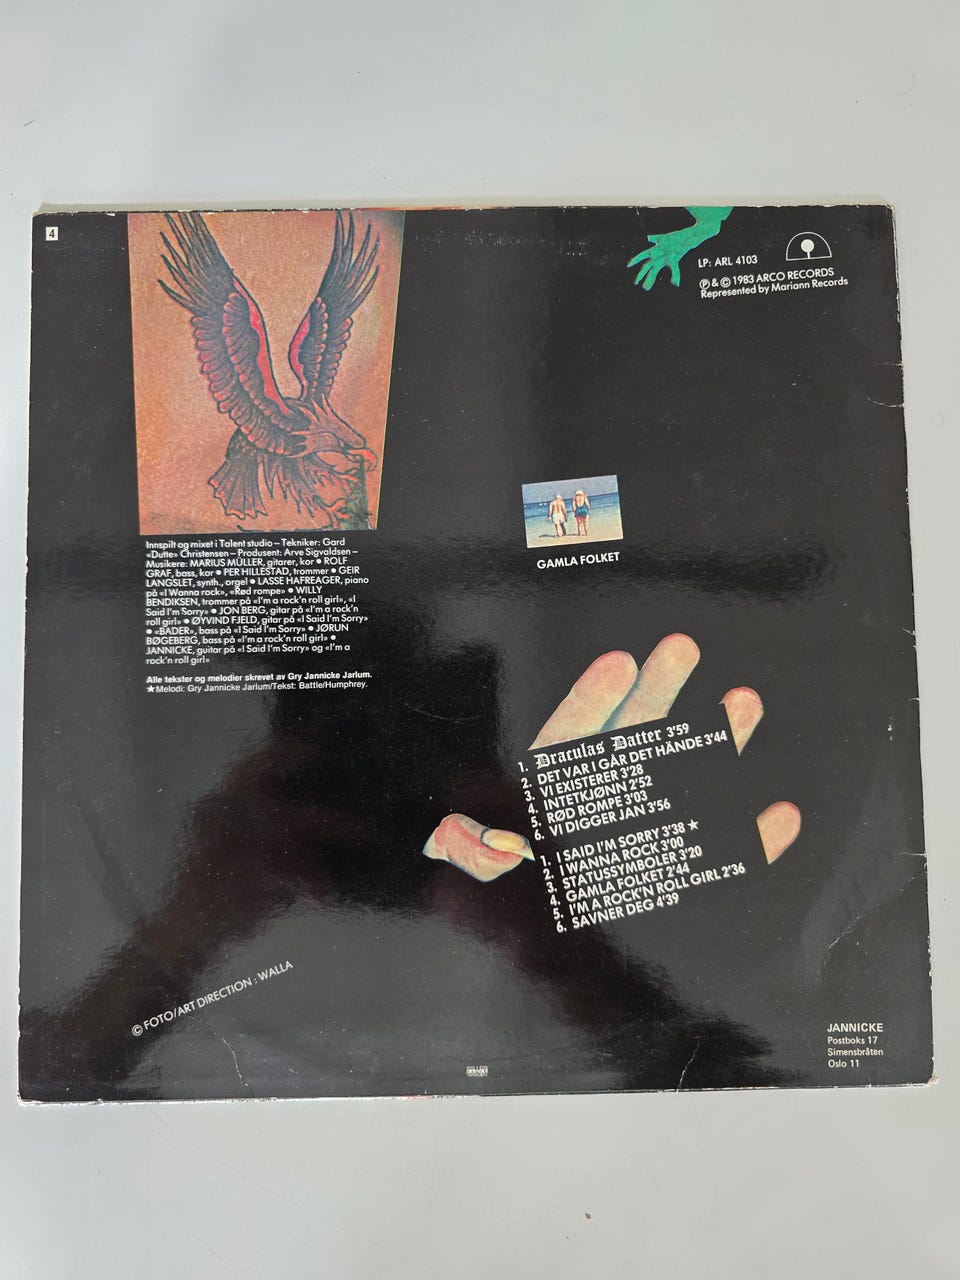 4
LP: ARL 4103
Ⓟ & © 1983 ARCO RECORDS
Represented by Mariann Records
GAMLA FOLKET
Innspilt og mixet i Talent studio – Tekniker: Gard
«Dutte» Christensen – Produsent: Arve Sigvaldsen –
Musikere: MARIUS MÜLLER, gitarer, kor ● ROLF
GRAF, bass, kor ● PER HILLESTAD, trommer ● GEIR
LANGSLET, synth., orgel ● LASSE HAFREAGER, piano
på «I Wanna rock», «Rød rompe» ● WILLY
BENDIKSEN, trommer på «I'm a rock'n roll girl», «I
Said I'm Sorry» ● JON BERG, gitar på «I'm a rock'n
roll girl» ● ØYVIND FJELD, gitar på «I Said I'm Sorry»
● «BADER», bass på «I Said I'm Sorry» ● JØRUN
BØGEBERG, bass på «I'm a rock'n roll girl» ●
JANNICKE, guitar på «I Said I'm Sorry» og «I'm a
rock'n roll girl»
Alle tekster og melodier skrevet av Gry Jannicke Jarlum.
★Melodi: Gry Jannicke Jarlum/Tekst: Battle/Humphrey.
1. Draculas Datter 3'59
2. DET VAR I GÅR DET HÆNDE 3'44
3. VI EXISTERER 3'28
4. INTETKJØNN 2'52
5. RØD ROMPE 3'03
6. VI DIGGER JAN 3'56
1. I SAID I'M SORRY 3'38 ★
2. I WANNA ROCK 3'00
3. STATUSSYMBOLER 3'20
4. GAMLA FOLKET 2'44
5. I'M A ROCK'N ROLL GIRL 2'36
6. SAVNER DEG 4'39
© FOTO/ART DIRECTION : WALLA
JANNICKE
Postboks 17
Simensbråten
Oslo 11